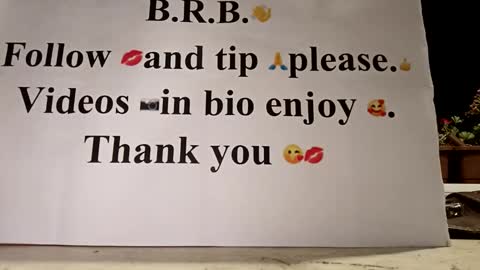 B.R.B.👋
Follow 💋and tip 🙏please.👍
Videos 📷in bio enjoy 🥰.
Thank you 😘💋